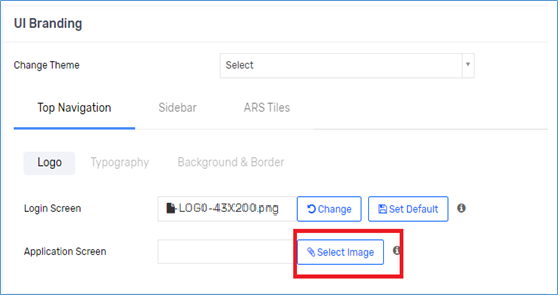 UI Branding
Change Theme Select
Top Navigation Sidebar ARS Tiles
Logo Typography Background & Border
Login Screen LOGO-43X200.png Change Set Default
Application Screen Select Image